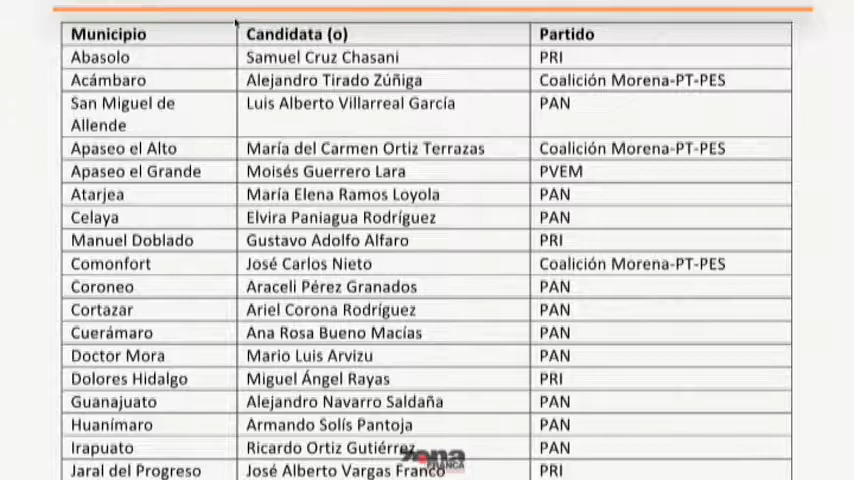 Municipio Candidata (o) Partido
Abasolo Samuel Cruz Chasani PRI
Acámbaro Alejandro Tirado Zúñiga Coalición Morena-PT-PES
San Miguel de Luis Alberto Villarreal García PAN
Allende
Apaseo el Alto María del Carmen Ortiz Terrazas Coalición Morena-PT-PES
Apaseo el Grande Moisés Guerrero Lara PVEM
Atarjea María Elena Ramos Loyola PAN
Celaya Elvira Paniagua Rodríguez PAN
Manuel Doblado Gustavo Adolfo Alfaro PRI
Comonfort José Carlos Nieto Coalición Morena-PT-PES
Coroneo Araceli Pérez Granados PAN
Cortazar Ariel Corona Rodríguez PAN
Cuerámaro Ana Rosa Bueno Macías PAN
Doctor Mora Mario Luis Arvizu PAN
Dolores Hidalgo Miguel Ángel Rayas PRI
Guanajuato Alejandro Navarro Saldaña PAN
Huanímaro Armando Solís Pantoja PAN
Irapuato Ricardo Ortiz Gutiérrez PAN
zona
FRANCA
Jaral del Progreso José Alberto Vargas Franco PRI